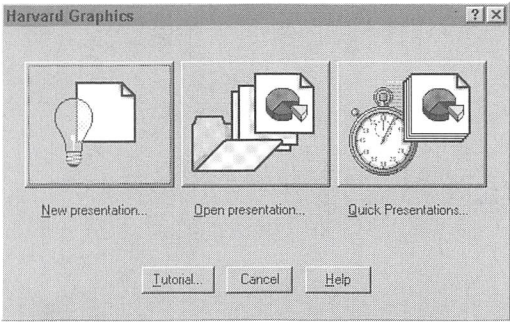 Harvard Graphics
New presentation...
Open presentation...
Quick Presentations...
Tutorial...
Cancel
Help